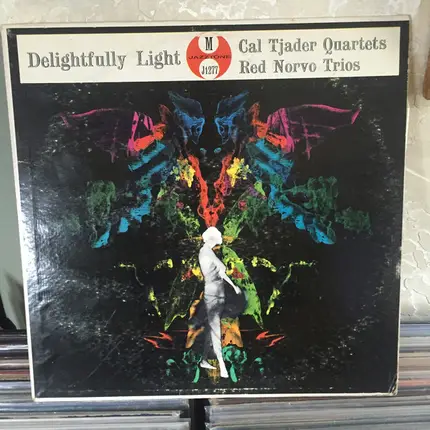 Delightfully Light
M
JAZZTONE
J1277
Cal Tjader Quartets
Red Norvo Trios